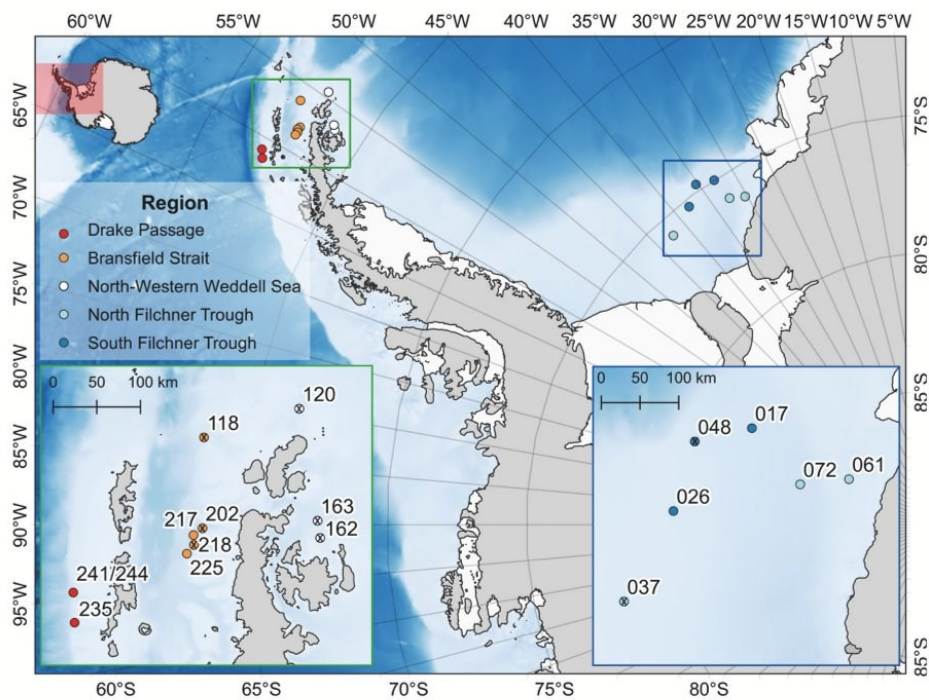 60°W 55°W 50°W 45°W 40°W 35°W 30°W 25°W 20°W 15°W 10°W 5°W
65°W
70°W
75°W
80°W
85°W
90°W
95°W
75°S
80°S
85°S
85°S
Region
Drake Passage
Bransfield Strait
North-Western Weddell Sea
North Filchner Trough
South Filchner Trough
0 50 100 km
120
118
217 202
218
225
163
162
241/244
235
0 50 100 km
048 017
072 061
026
037
60°S 65°S 70°S 75°S 80°S